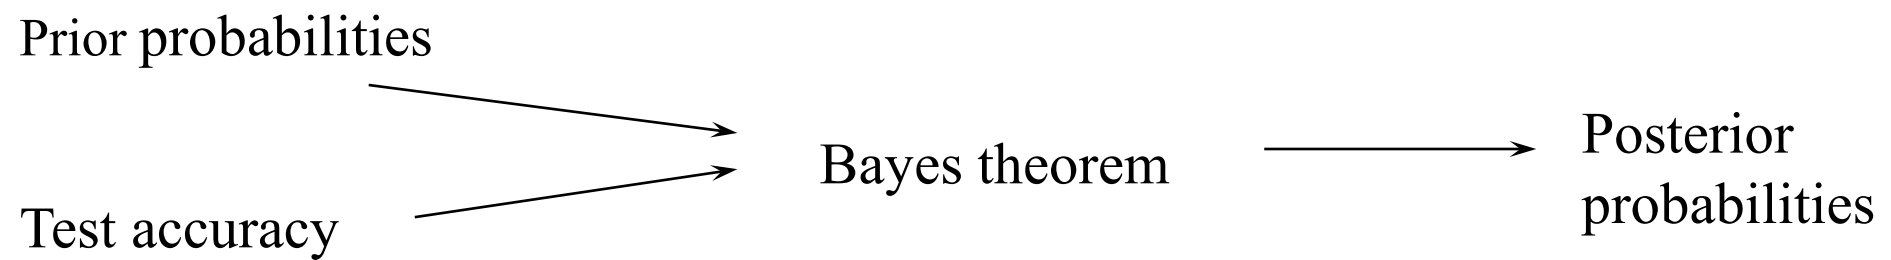 Prior probabilities
Test accuracy
Bayes theorem
Posterior
probabilities